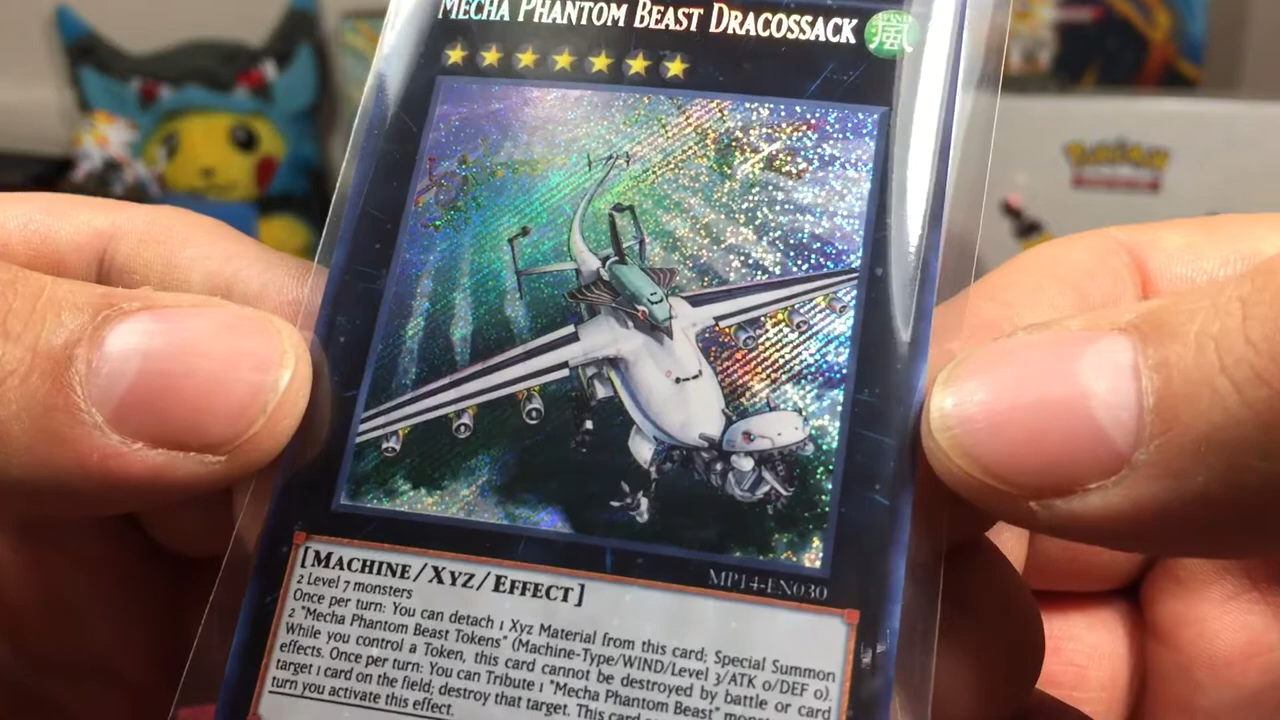 MECHA PHANTOM BEAST DRACOSSACK
WIND
風
POKÉMON
MP14-EN030
[MACHINE/XYZ/EFFECT]
2 Level 7 monsters
Once per turn: You can detach 1 Xyz Material from this card; Special Summon
2 "Mecha Phantom Beast Tokens" (Machine-Type/WIND/Level 3/ATK 0/DEF 0).
While you control a Token, this card cannot be destroyed by battle or card
effects. Once per turn: You can Tribute 1 "Mecha Phantom Beast"
target 1 card on the field; destroy that target. This card
turn you activate this effect.